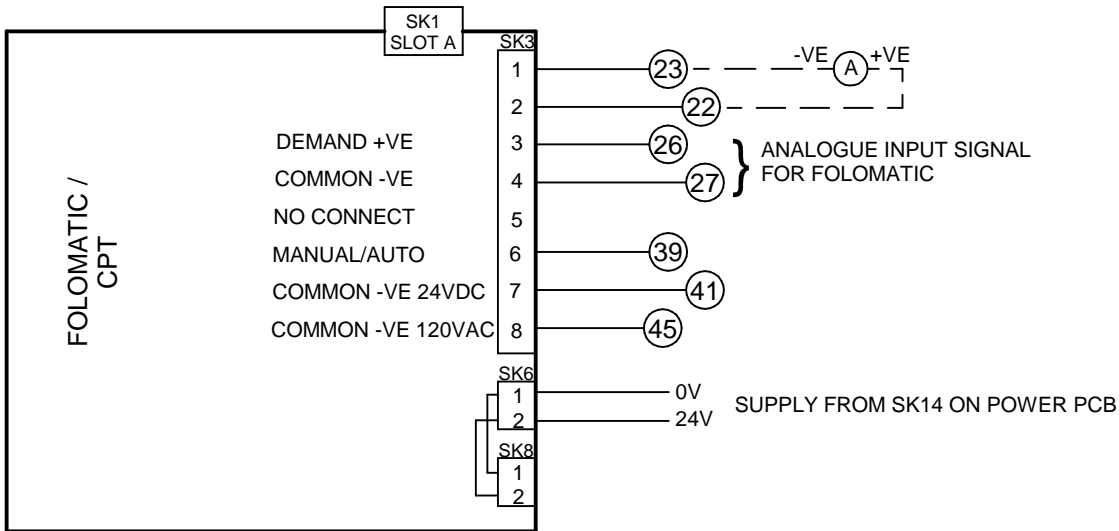 SK1
SLOT A
SK3
1 23 -VE A +VE
2 22
DEMAND +VE 3 26
COMMON -VE 4 27
ANALOGUE INPUT SIGNAL
FOR FOLOMATIC
NO CONNECT 5
MANUAL/AUTO 6 39
COMMON -VE 24VDC 7 41
COMMON -VE 120VAC 8 45
FOLOMATIC /
CPT
SK6
1 0V
2 24V
SUPPLY FROM SK14 ON POWER PCB
SK8
1
2